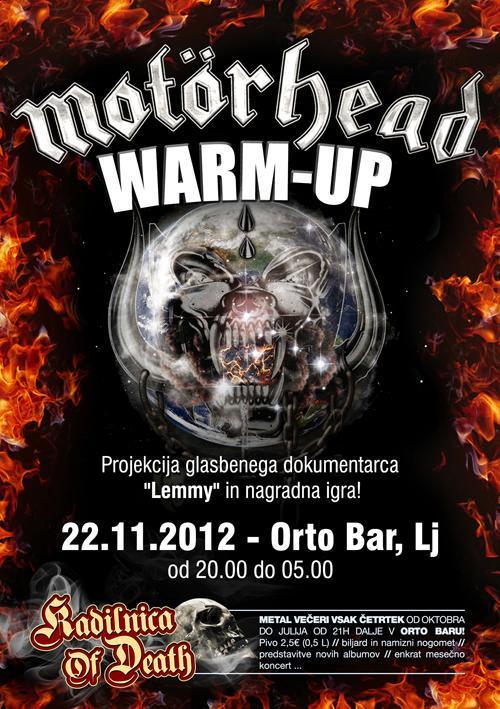 motörhead
WARM-UP
Projekcija glasbenega dokumentarca
"Lemmy" in nagradna igra!
22.11.2012 - Orto Bar, Lj
od 20.00 do 05.00
Kadilnica
Of Death
METAL VEČERI VSAK ČETRTEK OD OKTOBRA
DO JULIJA OD 21H DALJE V ORTO BARU!
Pivo 2,5€ (0,5 L) // biljard in namizni nogomet //
predstavitve novih albumov // enkrat mesečno
koncert ...